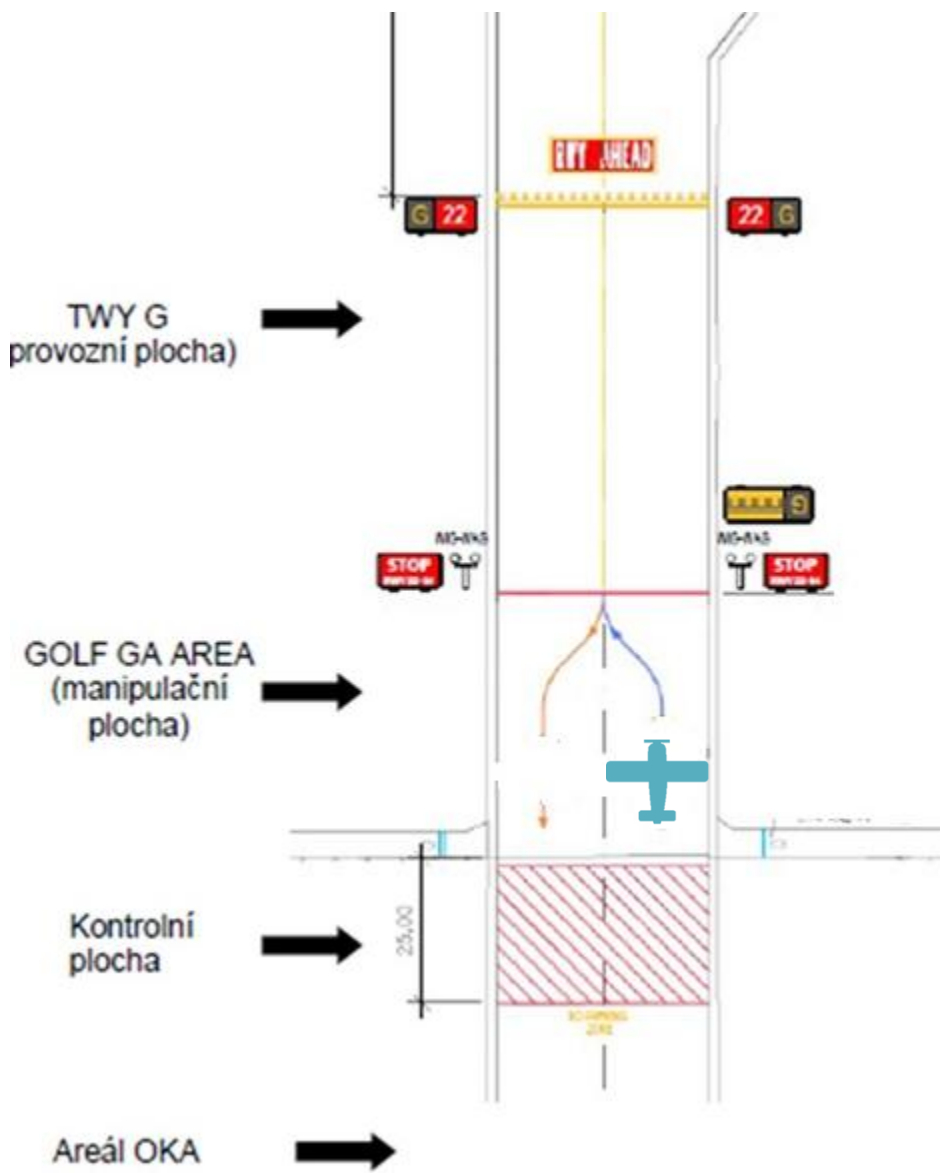 RWY AHEAD
G 22
22 G
TWY G
provozní plocha)
G
STOP
STOP
GOLF GA AREA
(manipulační
plocha)
Kontrolní
plocha
25,00
Areál OKA